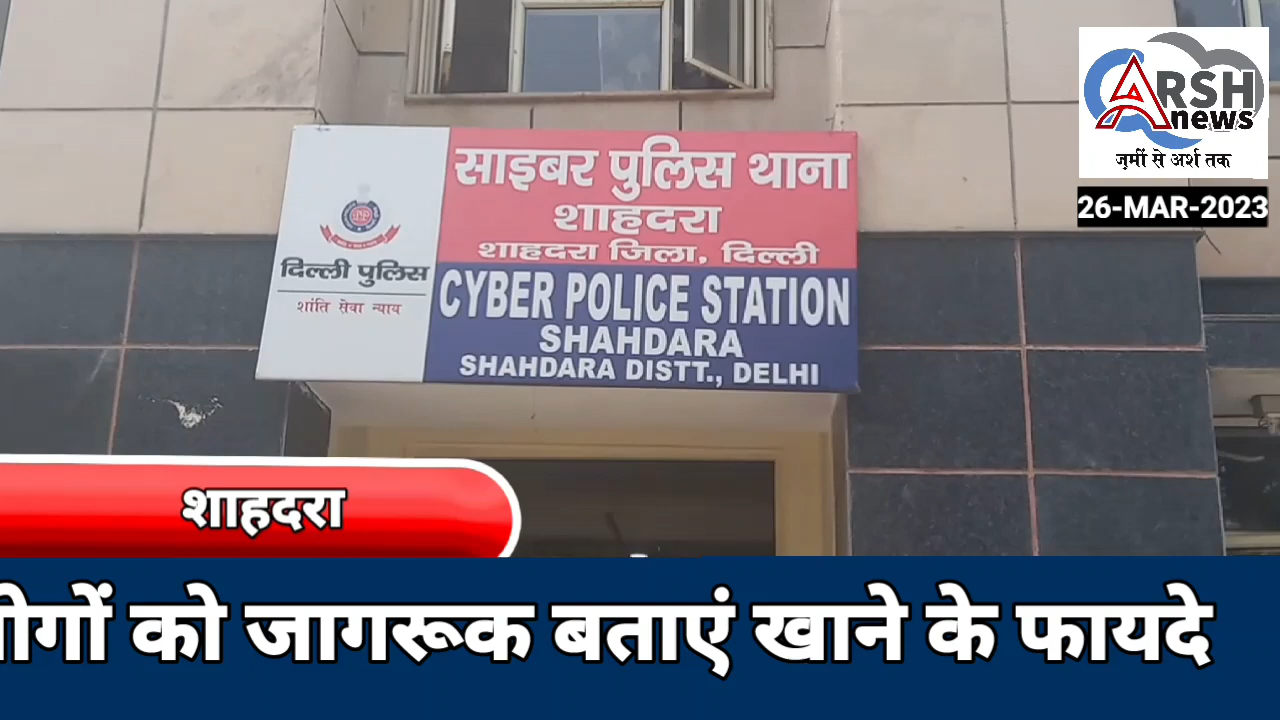 ARSH
news
ज़मीं से अर्श तक
26-MAR-2023
साइबर पुलिस थाना
शाहदरा
शाहदरा जिला, दिल्ली
दिल्ली पुलिस
शांति सेवा न्याय
CYBER POLICE STATION
SHAHDARA
SHAHDARA DISTT., DELHI
शाहदरा
को जागरूक बताएं खाने के फायदे